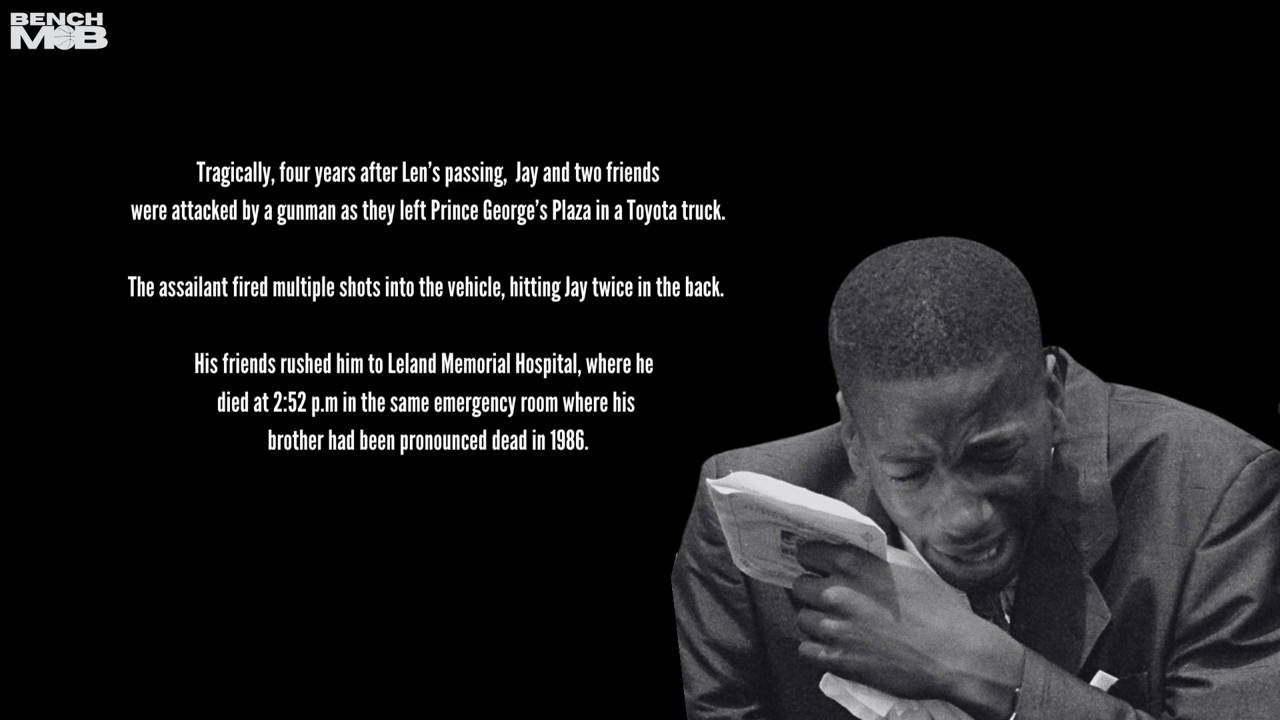 BENCH
MOB
Tragically, four years after Len's passing,  Jay and two friends
were attacked by a gunman as they left Prince George's Plaza in a Toyota truck.
The assailant fired multiple shots into the vehicle, hitting Jay twice in the back.
His friends rushed him to Leland Memorial Hospital, where he
died at 2:52 p.m in the same emergency room where his
brother had been pronounced dead in 1986.